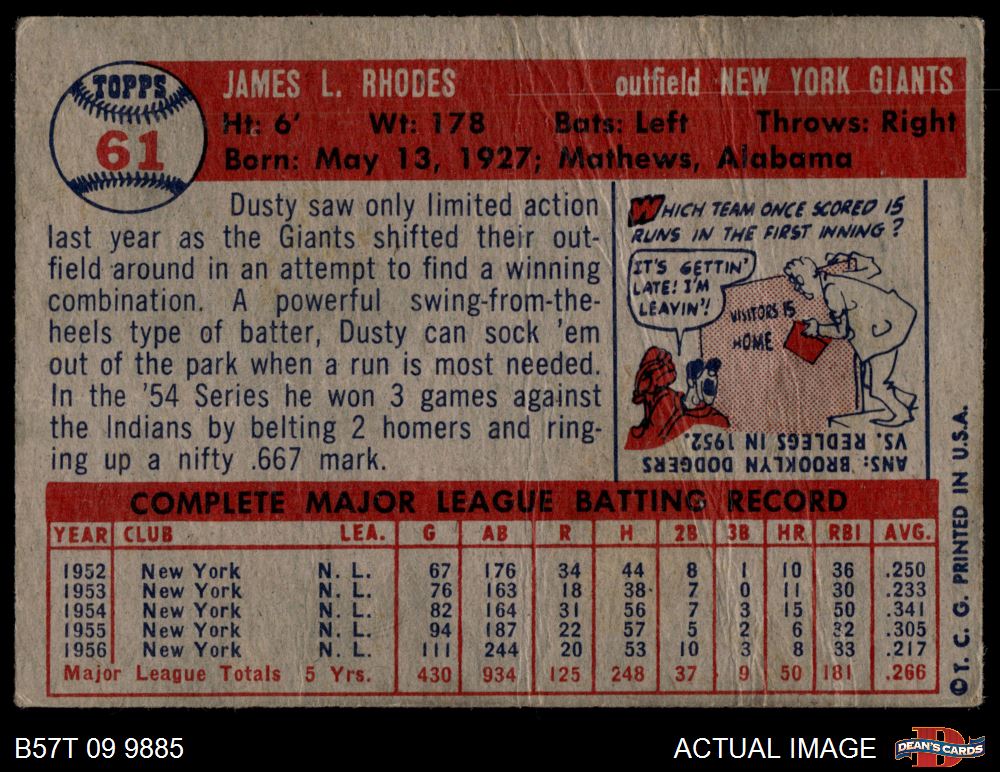 TOPPS
61
JAMES L. RHODES outfield NEW YORK GIANTS
Ht: 6' Wt: 178 Bats: Left Throws: Right
Born: May 13, 1927; Mathews, Alabama
Dusty saw only limited action
last year as the Giants shifted their out-
field around in an attempt to find a winning
combination. A powerful swing-from-the-
heels type of batter, Dusty can sock 'em
out of the park when a run is most needed.
In the '54 Series he won 3 games against
the Indians by belting 2 homers and ring-
ing up a nifty .667 mark.
WHICH TEAM ONCE SCORED 15
RUNS IN THE FIRST INNING?
IT'S GETTIN'
LATE! I'M
LEAVIN'!
VISITORS 15
HOME
ANS: BROOKLYN DODGERS
VS. REDLEGS IN 1952.
COMPLETE MAJOR LEAGUE BATTING RECORD
YEAR CLUB LEA. G AB R H 2B 3B HR RBI AVG.
1952 New York N. L. 67 176 34 44 8 1 10 36 .250
1953 New York N. L. 76 163 18 38 7 0 11 30 .233
1954 New York N. L. 82 164 31 56 7 3 15 50 .341
1955 New York N. L. 94 187 22 57 5 2 6 32 .305
1956 New York N. L. 111 244 20 53 10 3 8 33 .217
Major League Totals 5 Yrs. 430 934 125 248 37 9 50 181 .266
©T. C. G. PRINTED IN U.S.A.
B57T 09 9885
ACTUAL IMAGE
DEAN'S CARDS